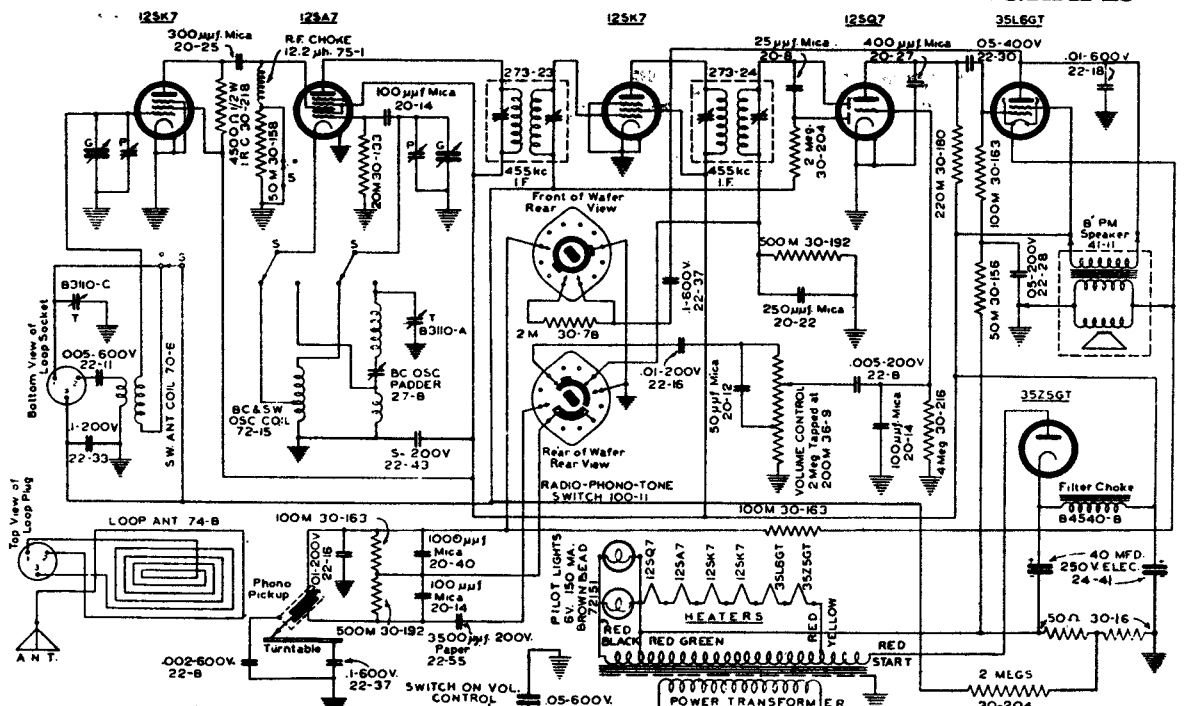 12SK7
12SA7
12SK7
12SQ7
35L6GT
300µµf. Mica
20-25
R.F. CHOKE
12.2 µh. 75-1
4500Ω 1/2W
I.R.C. 30-218
50M 30-158
S
100µµf Mica
20-14
20M 30-133
G
P
P
G
273-23
455kc
I.F.
273-24
455kc
I.F.
25µµf. Mica
20-8
2 Meg.
30-204
400µµf Mica
20-27
.05-400V
22-30
.01-600V
22-18
220M 30-180
100M 30-163
50M 30-156
.05-200V
22-28
8" PM
Speaker
41-11
Front of Wafer
Rear View
500M 30-192
250µµf Mica
20-22
.1-600V.
22-37
2M 30-78
S
S
S
B3110-C
T
Bottom View of
Loop Socket
.005-600V
22-11
.1-200V
22-33
S.W. ANT COIL 70-6
T
B3110-A
BC OSC
PADDER
27-8
BC & SW
OSC COIL
72-15
.5-200V
22-43
.01-200V
22-16
50µµf Mica
20-12
VOLUME CONTROL
2 Meg Tapped at
200M 36-9
.005-200V
22-8
100µµf. Mica
20-14
4 Meg 30-216
35Z5GT
Filter Choke
84540-B
Rear of Wafer
Rear View
RADIO-PHONO-TONE
SWITCH 100-11
100M 30-163
Top View of
Loop Plug
LOOP ANT 74-8
ANT.
100M 30-163
.01-200V
22-16
1000µµf
Mica
20-40
100µµf
Mica
20-14
Phono
Pickup
500M 30-192
3500µµf. 200V.
Paper
22-55
Turntable
.002-600V.
22-8
.1-600V.
22-37
SWITCH ON VOL.
CONTROL
.05-600V.
PILOT LIGHTS
6V. 150 MA.
BROWN BEAD
72151
12SQ7
12SA7
12SK7
12SK7
35L6GT
35Z5GT
HEATERS
RED
BLACK
RED
GREEN
RED
YELLOW
RED
START
POWER TRANSFORMER
40 MFD.
250V. ELEC.
24-41
50Ω 30-16
2 MEGS
30-204